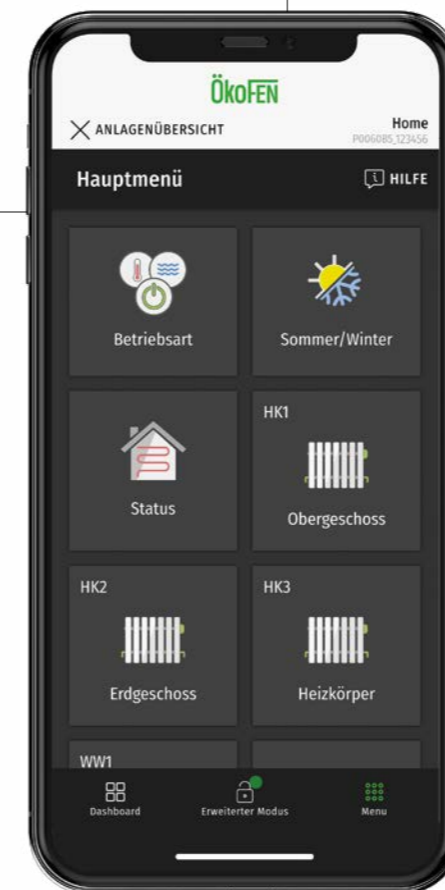 ÖkoFEN
ANLAGENÜBERSICHT
Home
P0060B5_123456
Hauptmenü
HILFE
Betriebsart
Sommer/Winter
Status
HK1
Obergeschoss
HK2
Erdgeschoss
HK3
Heizkörper
WW1
Dashboard
Erweiterter Modus
Menu